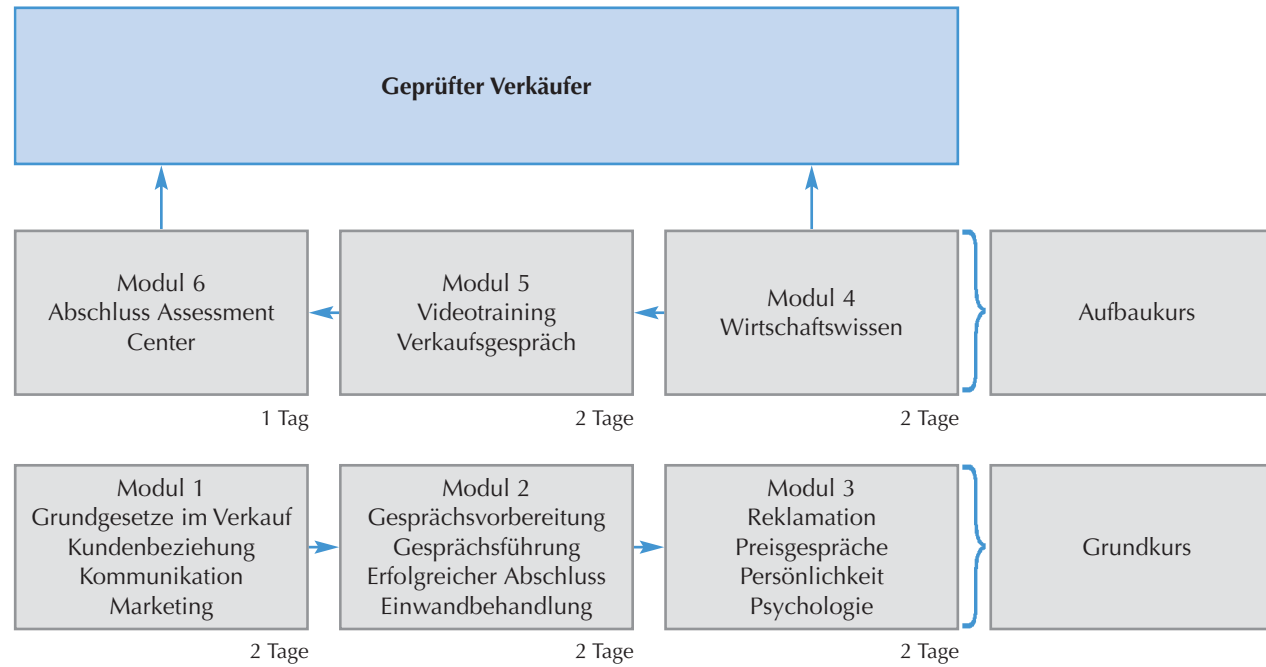 Geprüfter Verkäufer
Modul 6
Abschluss Assessment
Center
1 Tag
Modul 5
Videotraining
Verkaufsgespräch
2 Tage
Modul 4
Wirtschaftswissen
2 Tage
Aufbaukurs
Modul 1
Grundgesetze im Verkauf
Kundenbeziehung
Kommunikation
Marketing
2 Tage
Modul 2
Gesprächsvorbereitung
Gesprächsführung
Erfolgreicher Abschluss
Einwandbehandlung
2 Tage
Modul 3
Reklamation
Preisgespräche
Persönlichkeit
Psychologie
2 Tage
Grundkurs